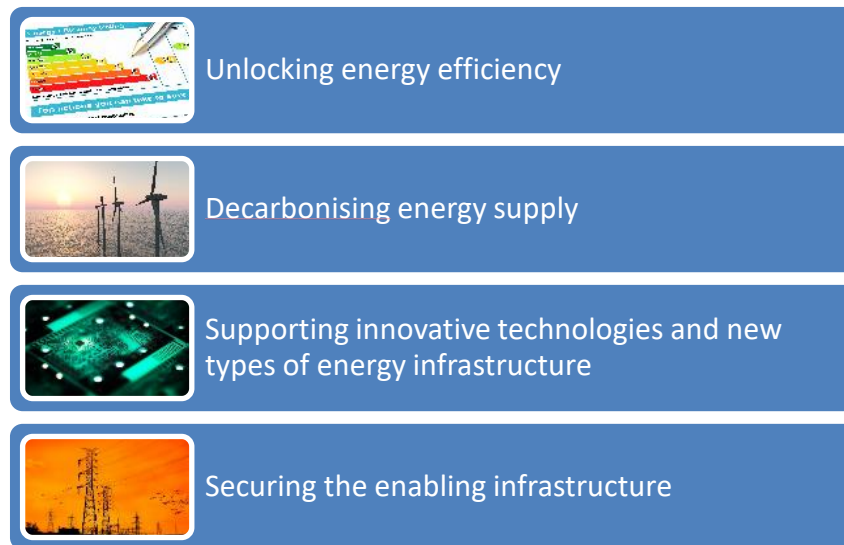 Unlocking energy efficiency
Decarbonising energy supply
Supporting innovative technologies and new
types of energy infrastructure
Securing the enabling infrastructure